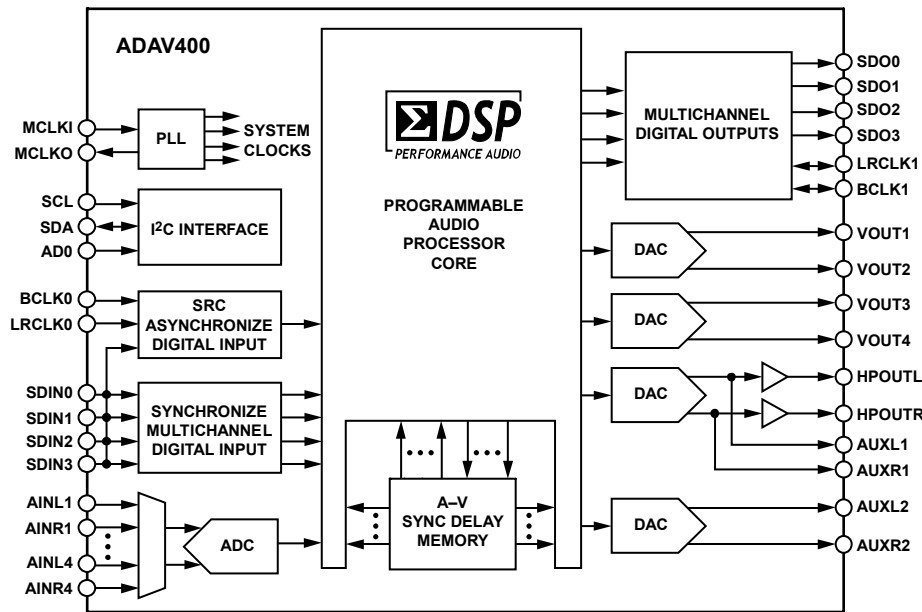 ADAV400
MCLKI
MCLKO
PLL
SYSTEM
CLOCKS
SCL
SDA
AD0
I²C INTERFACE
BCLK0
LRCLK0
SRC
ASYNCHRONIZE
DIGITAL INPUT
SDIN0
SDIN1
SDIN2
SDIN3
SYNCHRONIZE
MULTICHANNEL
DIGITAL INPUT
AINL1
AINR1
AINL4
AINR4
ADC
ΣDSP
PERFORMANCE AUDIO
PROGRAMMABLE
AUDIO
PROCESSOR
CORE
A–V
SYNC DELAY
MEMORY
MULTICHANNEL
DIGITAL OUTPUTS
SDO0
SDO1
SDO2
SDO3
LRCLK1
BCLK1
DAC
VOUT1
VOUT2
DAC
VOUT3
VOUT4
DAC
HPOUTL
HPOUTR
AUXL1
AUXR1
DAC
AUXL2
AUXR2